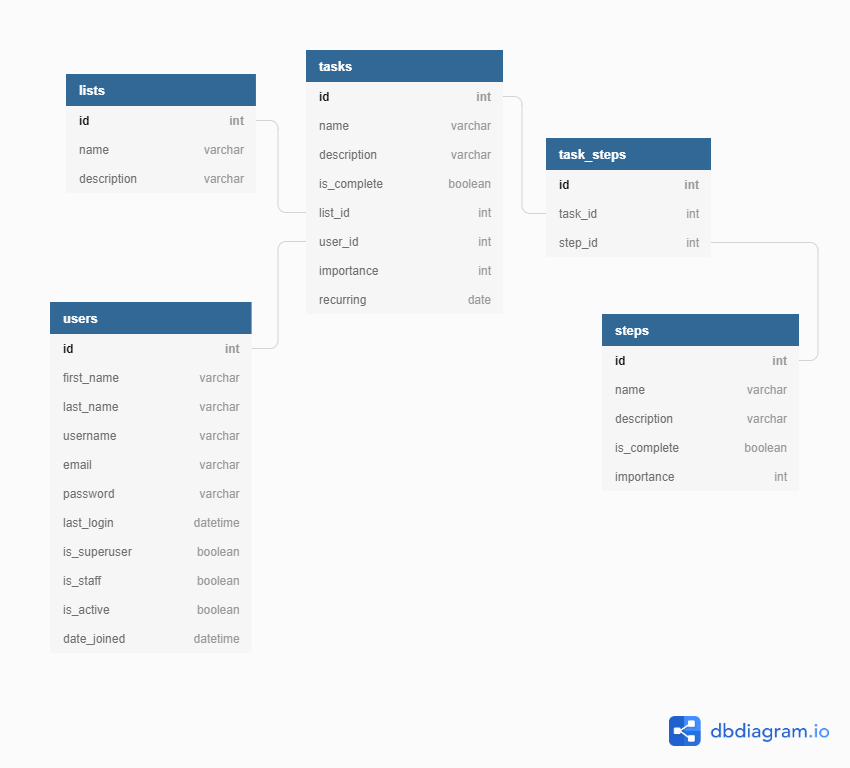 lists
id int
name varchar
description varchar
tasks
id int
name varchar
description varchar
is_complete boolean
list_id int
user_id int
importance int
recurring date
task_steps
id int
task_id int
step_id int
users
id int
first_name varchar
last_name varchar
username varchar
email varchar
password varchar
last_login datetime
is_superuser boolean
is_staff boolean
is_active boolean
date_joined datetime
steps
id int
name varchar
description varchar
is_complete boolean
importance int
dbdiagram.io